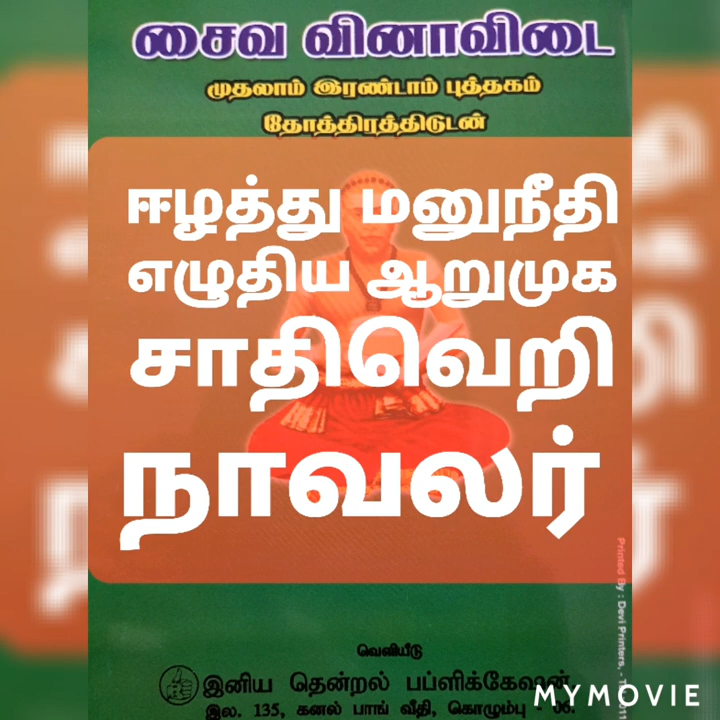 சைவ வினாவிடை
முதலாம் இரண்டாம் புத்தகம்
தோத்திரத்திடுடன்
ஈழத்து மனுநீதி
எழுதிய ஆறுமுக
சாதிவெறி
நாவலர்
Printed By : Devi Printers, -
வெளியீடு
இனிய தென்றல் பப்ளிக்கேஷன்
இல. 135, கனல் பாங் வீதி, கொழும்பு - 06.
MYMOVIE